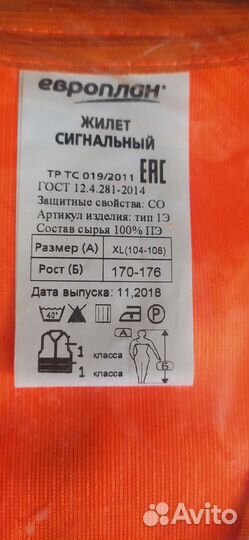 европлан
ЖИЛЕТ
СИГНАЛЬНЫЙ
ТР ТС 019/2011 ЕАС
ГОСТ 12.4.281-2014
Защитные свойства: СО
Артикул изделия: тип 1Э
Состав сырья 100% ПЭ
Размер (А) XL(104-108)
Рост (Б) 170-176
Дата выпуска: 11,2018
40° P
А
Б
1 класса
1 класса
Avito